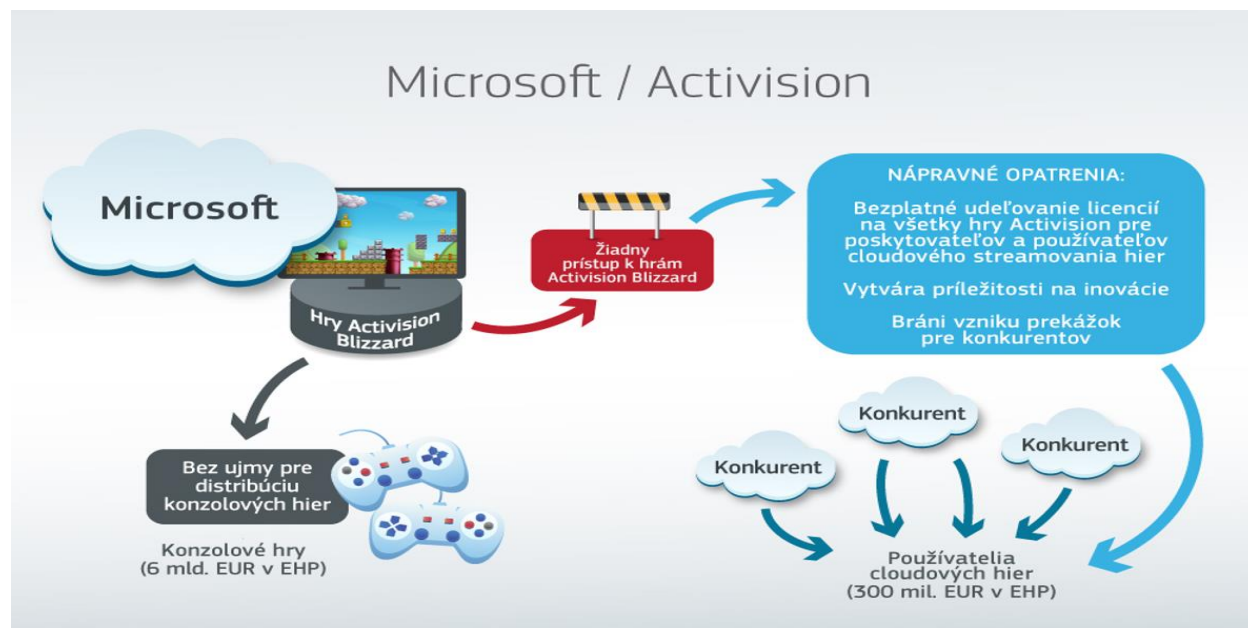 Microsoft / Activision
Microsoft
Hry Activision
Blizzard
Žiadny
prístup k hrám
Activision Blizzard
NÁPRAVNÉ OPATRENIA:
Bezplatné udeľovanie licencií
na všetky hry Activision pre
poskytovateľov a používateľov
cloudového streamovania hier
Vytvára príležitosti na inovácie
Bráni vzniku prekážok
pre konkurentov
Bez ujmy pre
distribúciu
konzolových hier
Konzolové hry
(6 mld. EUR v EHP)
Konkurent
Konkurent
Konkurent
Používatelia
cloudových hier
(300 mil. EUR v EHP)